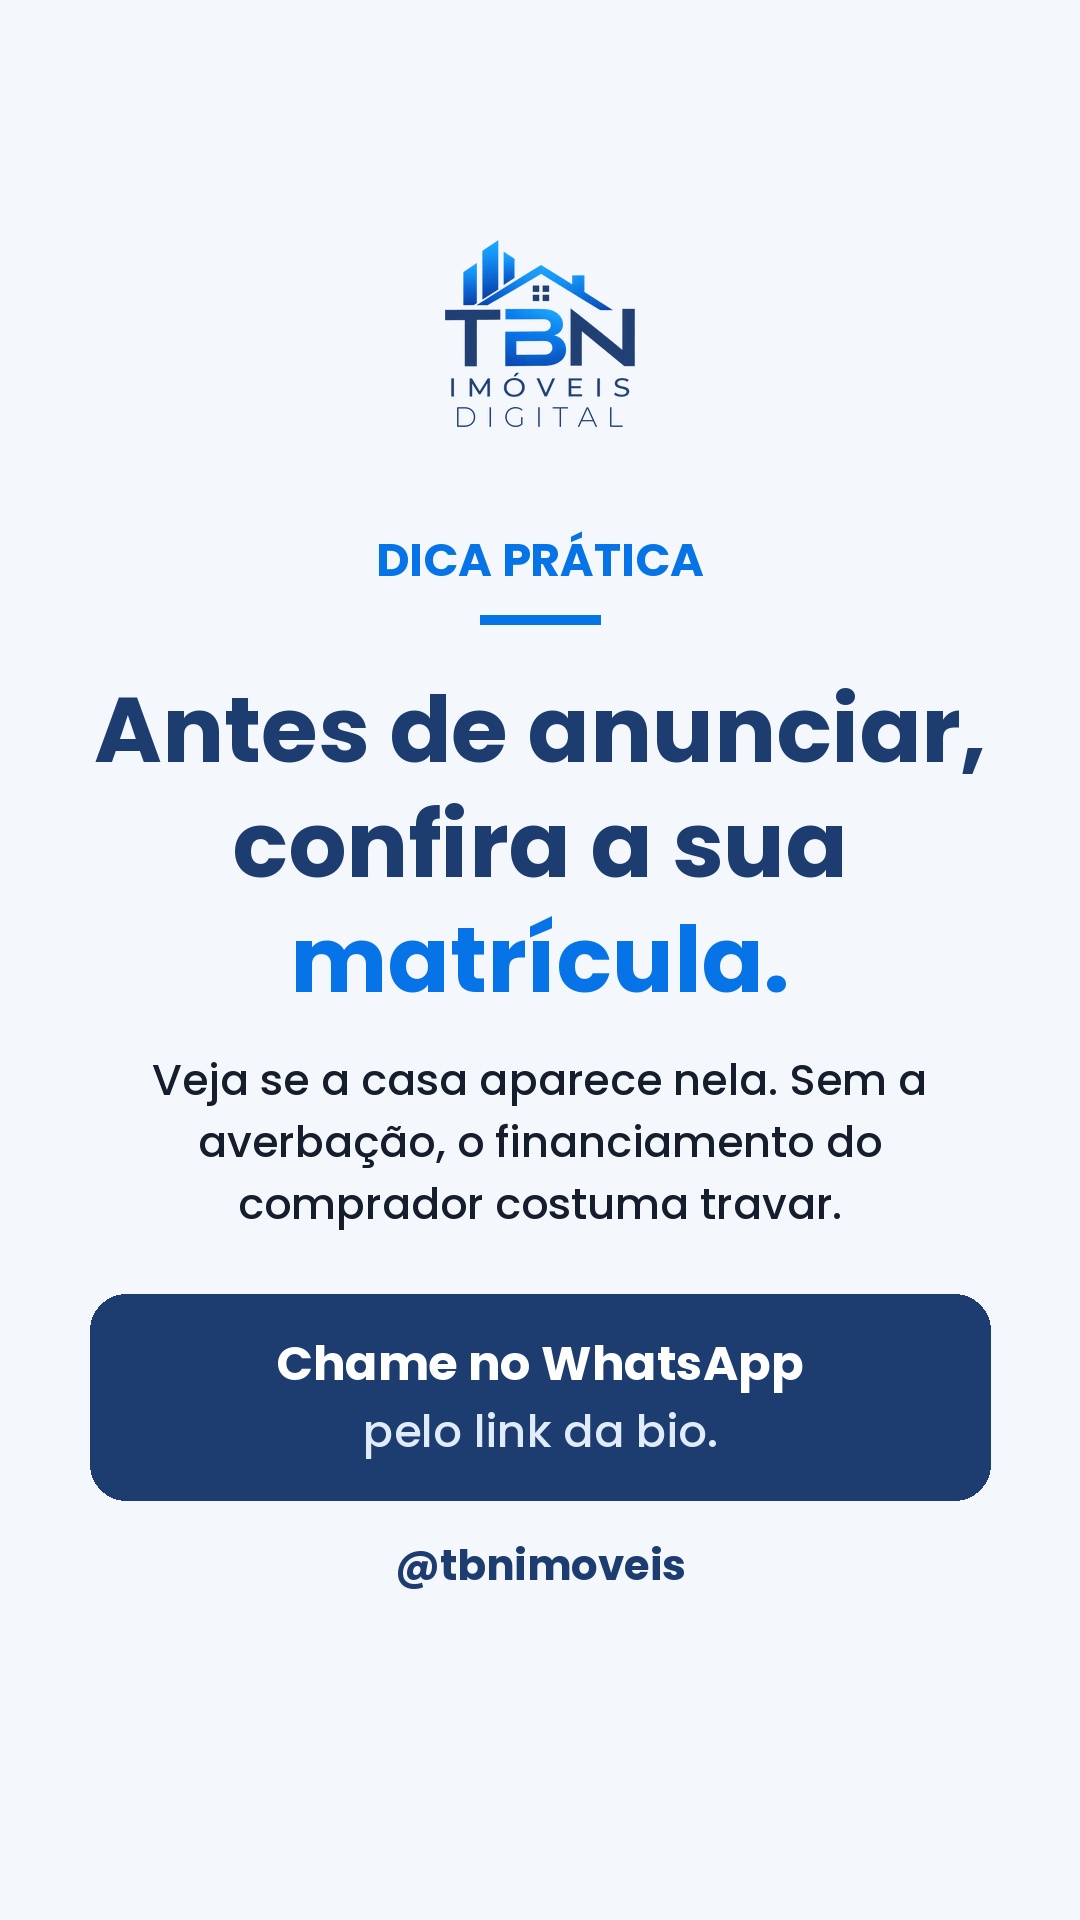 TBN
IMÓVEIS
DIGITAL
DICA PRÁTICA
Antes de anunciar,
confira a sua
matrícula.
Veja se a casa aparece nela. Sem a
averbação, o financiamento do
comprador costuma travar.
Chame no WhatsApp
pelo link da bio.
@tbnimoveis